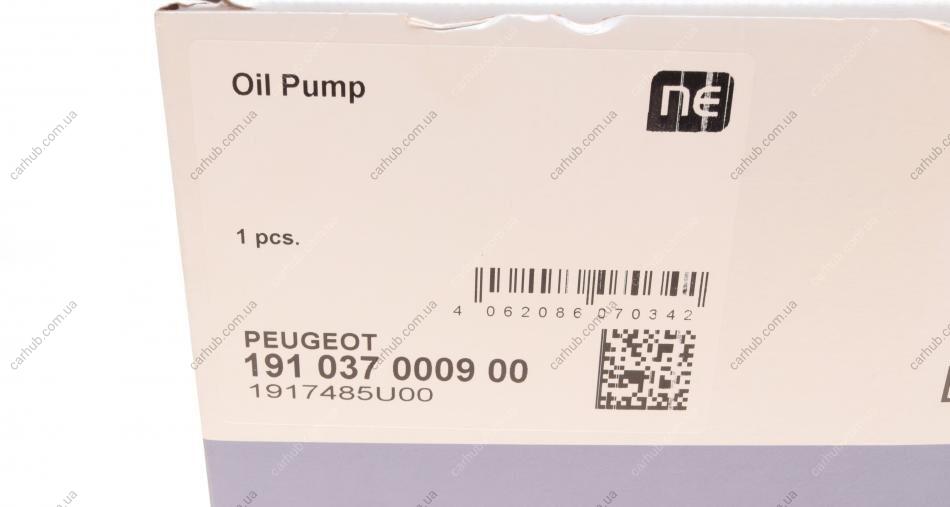 Oil Pump
ne
1 pcs.
4 062086 070342
PEUGEOT
191 037 0009 00
1917485U00
carhub.com.ua